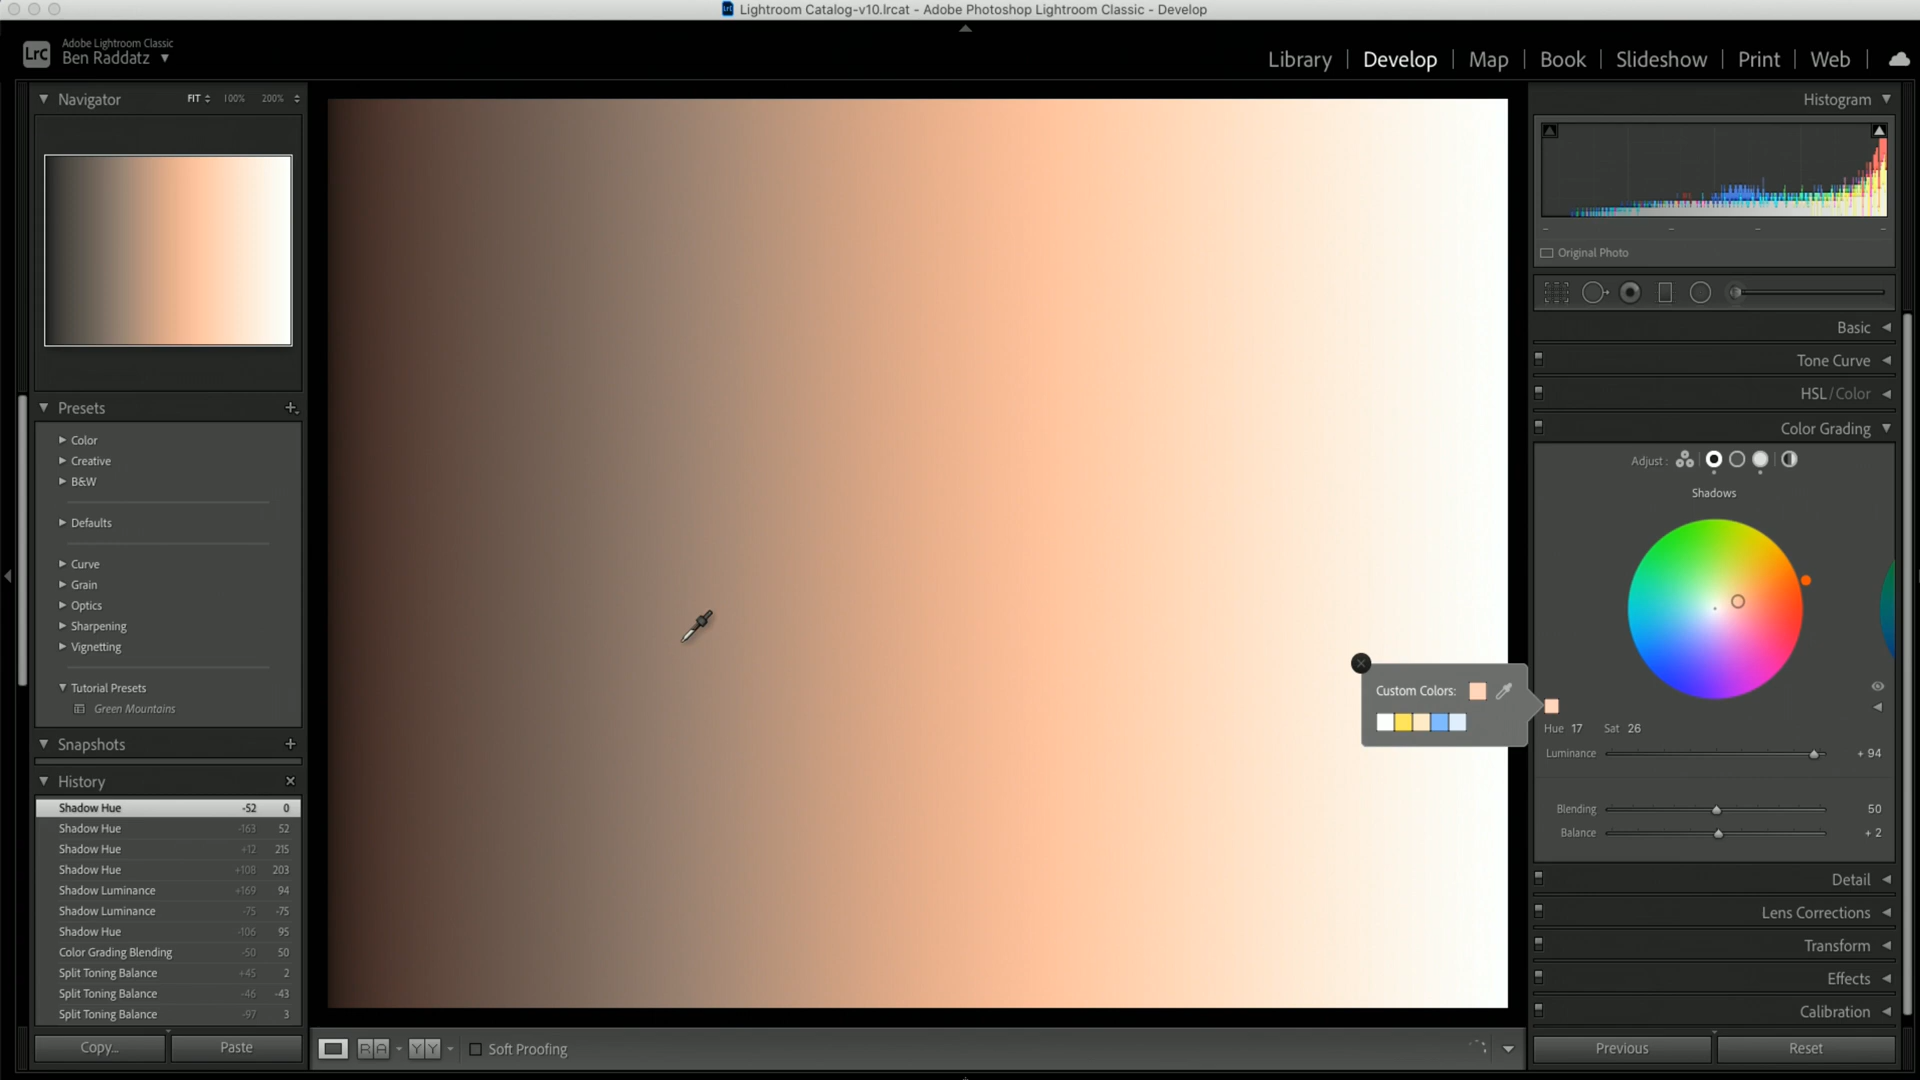 Lightroom Catalog-v10.lrcat - Adobe Photoshop Lightroom Classic - Develop
LrC
Adobe Lightroom Classic
Ben Raddatz
Library | Develop | Map | Book | Slideshow | Print | Web
Navigator FIT 100% 200%
Presets
Color
Creative
B&W
Defaults
Curve
Grain
Optics
Sharpening
Vignetting
Tutorial Presets
Green Mountains
Snapshots
History
Shadow Hue -52 0
Shadow Hue -163 52
Shadow Hue +12 215
Shadow Hue +108 203
Shadow Luminance +169 94
Shadow Luminance -75 -75
Shadow Hue -106 95
Color Grading Blending -50 50
Split Toning Balance +45 2
Split Toning Balance -46 -43
Split Toning Balance -97 3
Copy... Paste
R A Y Y Soft Proofing
Custom Colors:
Histogram
Original Photo
Basic
Tone Curve
HSL / Color
Color Grading
Adjust :
Shadows
Hue 17 Sat 26
Luminance + 94
Blending 50
Balance + 2
Detail
Lens Corrections
Transform
Effects
Calibration
Previous Reset